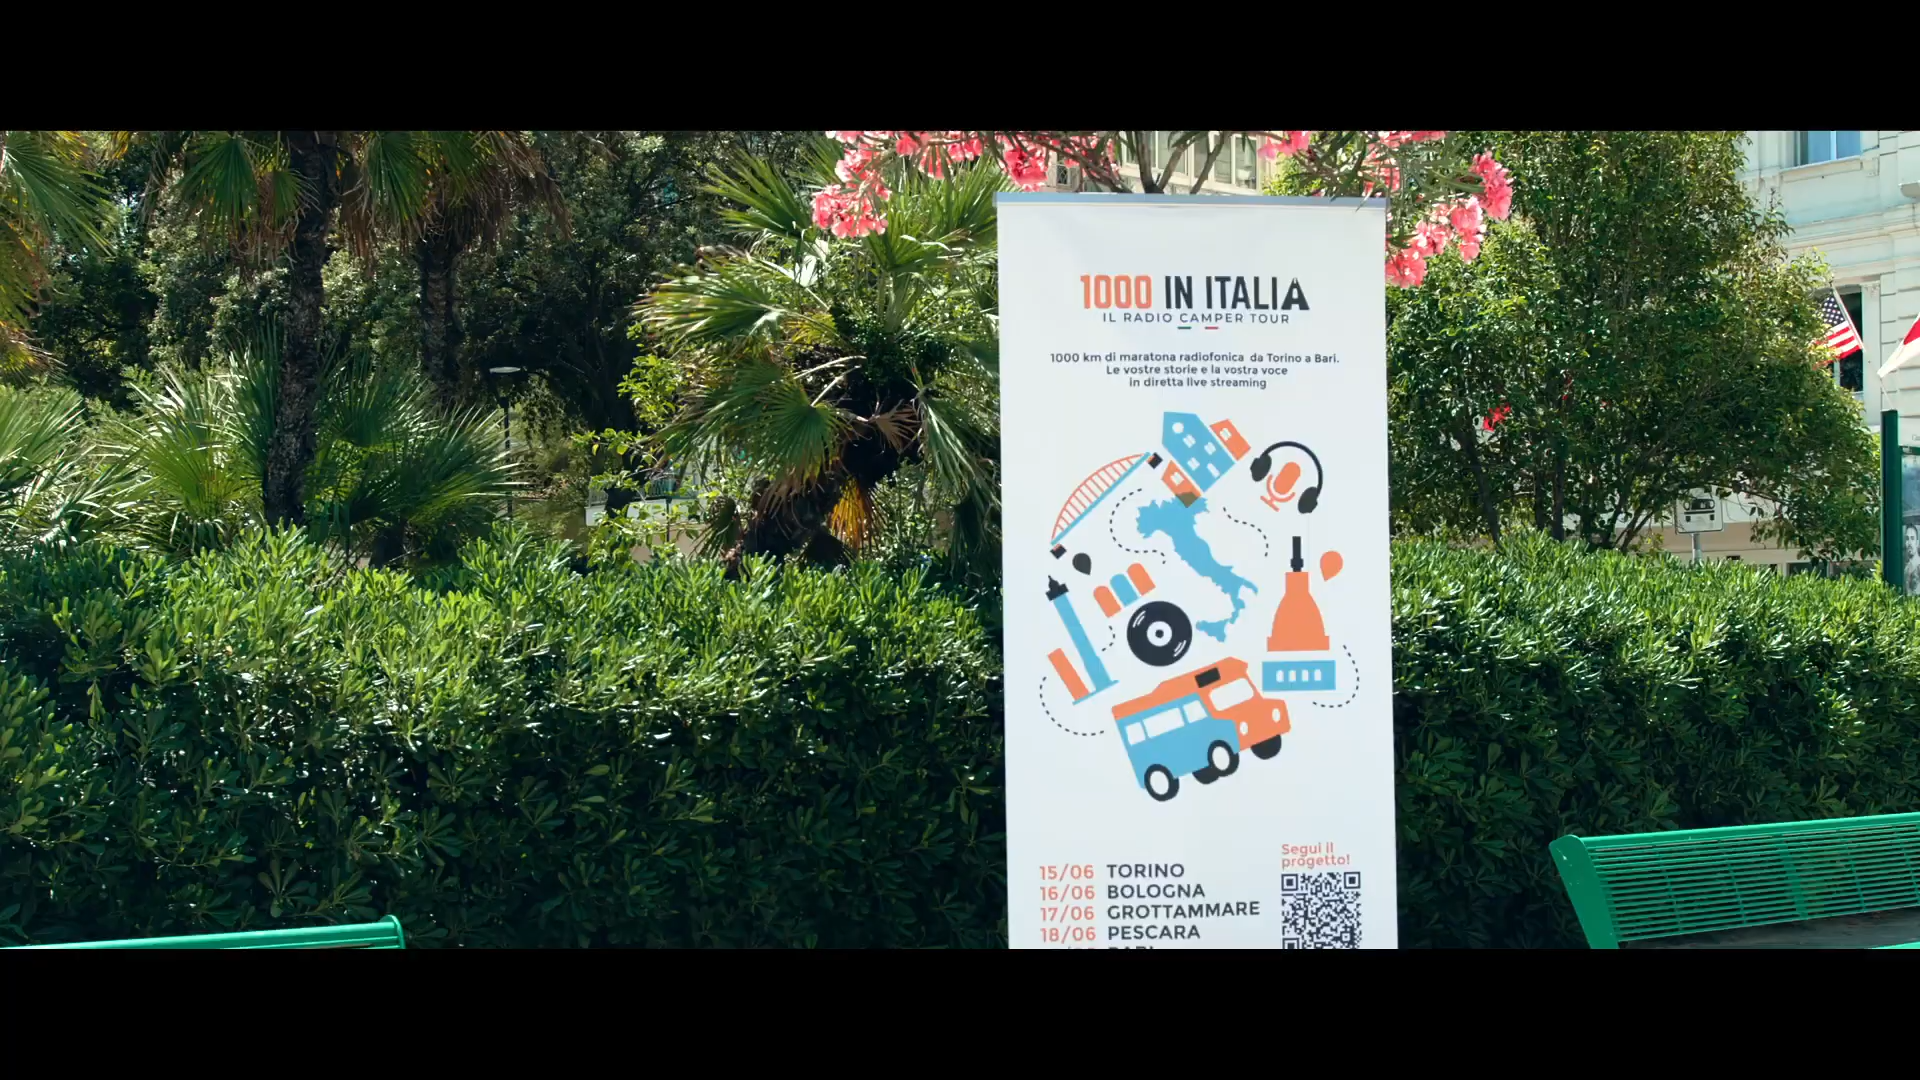 1000 IN ITALIA
IL RADIO CAMPER TOUR
1000 km di maratona radiofonica da Torino a Bari.
Le vostre storie e la vostra voce
in diretta live streaming
Segui il
progetto!
15/06 TORINO
16/06 BOLOGNA
17/06 GROTTAMMARE
18/06 PESCARA